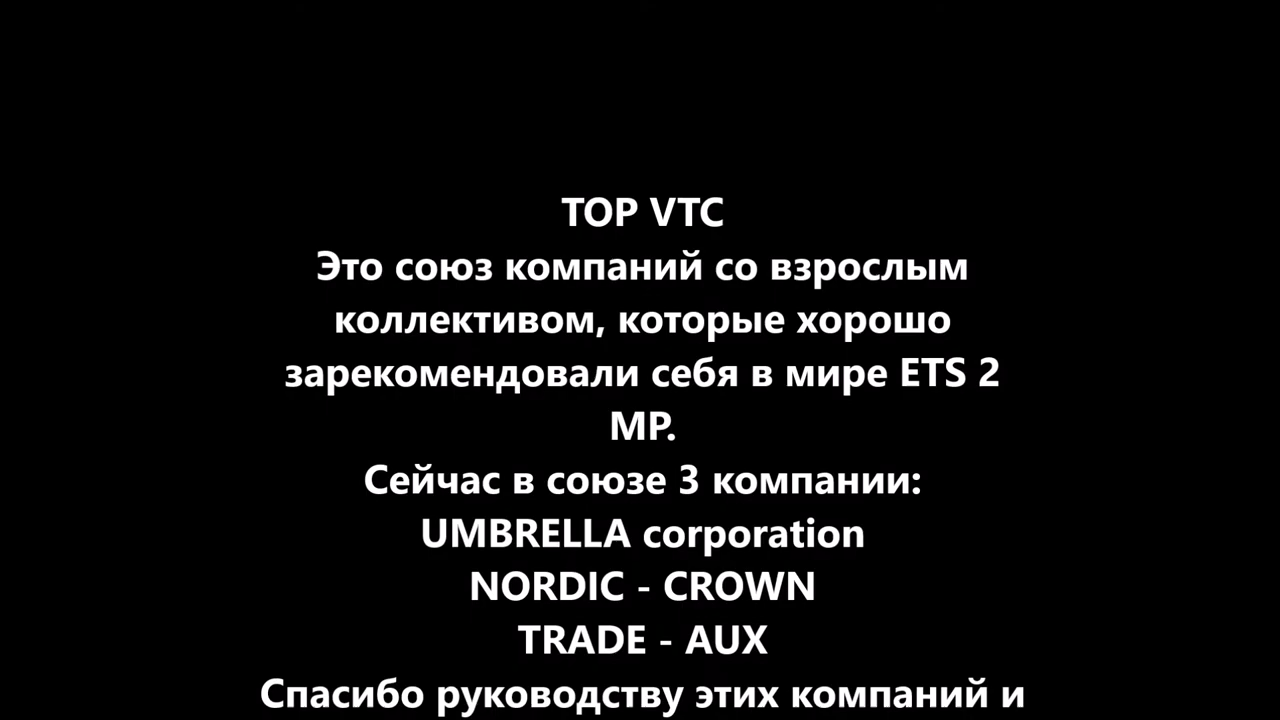 TOP VTC
Это союз компаний со взрослым
коллективом, которые хорошо
зарекомендовали себя в мире ETS 2
MP.
Сейчас в союзе 3 компании:
UMBRELLA corporation
NORDIC - CROWN
TRADE - AUX
Спасибо руководству этих компаний и